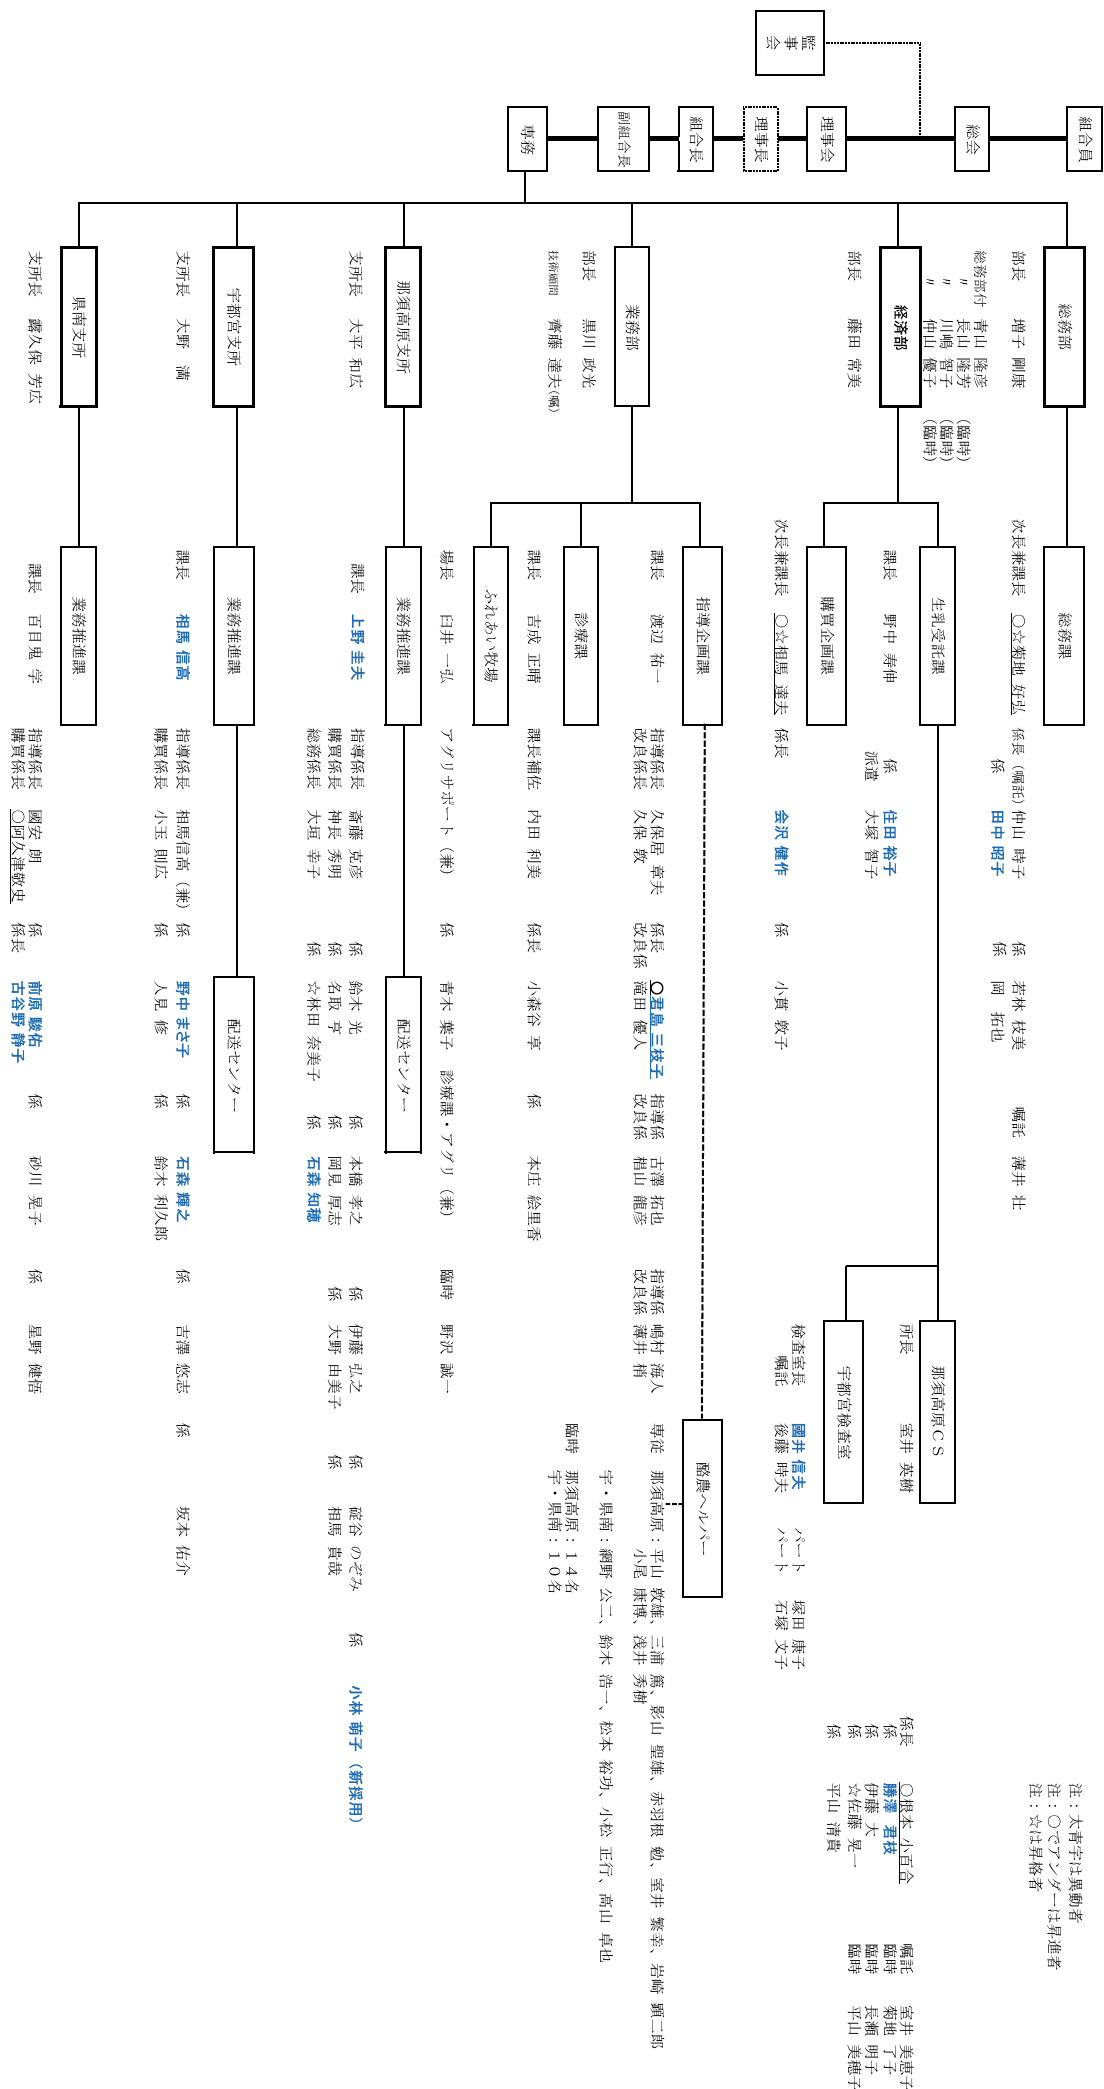 組合員
総会
理事会
理事長
組合長
副組合長
専務
監事会
総務部
部長 増子 剛康
総務部付 青山 隆彦
〃 長山 隆芳 (臨時)
〃 川嶋 智子 (臨時)
〃 仲山 優子 (臨時)
総務課
次長兼課長 〇☆菊地 好弘 係長(嘱託) 仲山 時子 係 若林 枝美 嘱託 薄井 壮
係 田中 昭子 係 岡 拓也
経済部
部長 藤田 常美
生乳受託課
課長 野中 寿伸 係 住田 裕子
派遣 大塚 智子
購買企画課
次長兼課長 〇☆相馬 達夫 係長 会沢 健作 係 小貫 敦子
那須高原CS
所長 室井 英樹
係長 〇根本 小百合 嘱託 室井 美恵子
係 勝澤 君枝 臨時 菊地 了子
係 伊藤 大 臨時 長瀬 明子
係 ☆佐藤 晃一 臨時 平山 美穂子
係 平山 清貴
宇都宮検査室
検査室長 國井 信夫 パート 塚田 康子
嘱託 後藤 時夫 パート 石塚 文子
業務部
部長 黒川 政光
技術顧問 齊藤 達夫(嘱)
指導企画課
課長 渡辺 祐一 指導係長 久保居 章夫 係長 〇君島 三枝子 指導係 古澤 拓也 指導係 嶋村 海人
改良係長 久保 敦 改良係 滝田 優人 改良係 椙山 龍彦 改良係 薄井 梢
酪農ヘルパー
専従 那須高原:平山 敦雄、三浦 篤、影山 聖雄、赤羽根 勉、室井 繁幸、岩崎 顕二郎
小尾 康博、浅井 秀樹
宇・県南:網野 公二、鈴木 浩一、松本 裕功、小松 正行、高山 卓也
臨時 那須高原:14名
宇・県南:10名
診療課
課長 吉成 正晴 課長補佐 内田 利美 係長 小森谷 享 係 本庄 絵里香
ふれあい牧場
場長 臼井 一弘 アグリサポート(兼) 係 青木 葉子 診療課・アグリ(兼) 臨時 野沢 誠一
那須高原支所
支所長 大平 和広
業務推進課
課長 上野 圭夫 指導係長 斎藤 克彦 係 鈴木 光 係 本橋 孝之 係 伊藤 弘之 係 碇谷 のぞみ 係 小林 萌子 (新採用)
購買係長 神長 秀明 係 名取 亨 係 岡見 厚志 係 大野 由美子 係 相馬 貴哉
総務係長 大垣 幸子 係 ☆林田 奈美子 係 石森 知穂
配送センター
宇都宮支所
支所長 大野 満
業務推進課
課長 相馬 信高 指導係長 相馬信高(兼) 係 野中 まさ子 係 石森 輝之 係 吉澤 悠志 係 坂本 佑介
購買係長 小玉 則広 係 人見 修 係 鈴木 利久郎
配送センター
県南支所
支所長 露久保 芳広
業務推進課
課長 百目鬼 学 指導係長 國安 朗 係 前原 駿佑 係 砂川 晃子 係 星野 健悟
購買係長 〇阿久津敬史 係長 古谷野 静子
注:太青字は異動者
注:〇でアンダーは昇進者
注:☆は昇格者